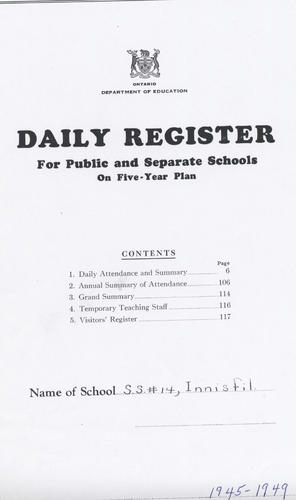 ONTARIO
DEPARTMENT OF EDUCATION
DAILY REGISTER
For Public and Separate Schools
On Five-Year Plan
CONTENTS
Page
1. Daily Attendance and Summary 6
2. Annual Summary of Attendance 106
3. Grand Summary 114
4. Temporary Teaching Staff 116
5. Visitors' Register 117
Name of School S.S.#14, Innisfil.
1945-1949